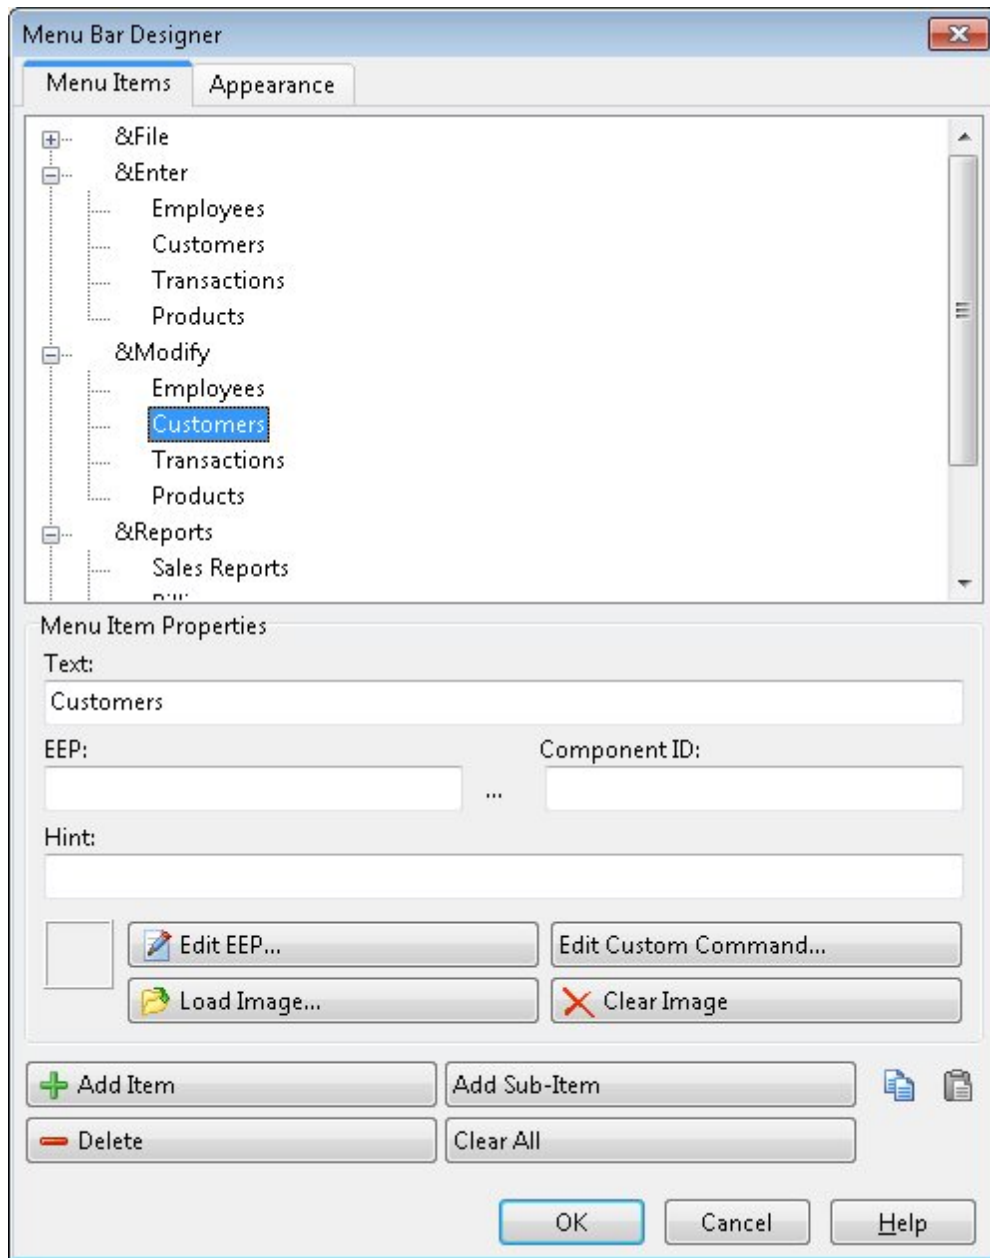 Menu Bar Designer
Menu Items Appearance
&File
&Enter
Employees
Customers
Transactions
Products
&Modify
Employees
Customers
Transactions
Products
&Reports
Sales Reports
Menu Item Properties
Text:
Customers
EEP: Component ID:
...
Hint:
Edit EEP... Edit Custom Command...
Load Image... Clear Image
Add Item Add Sub-Item
Delete Clear All
OK Cancel Help